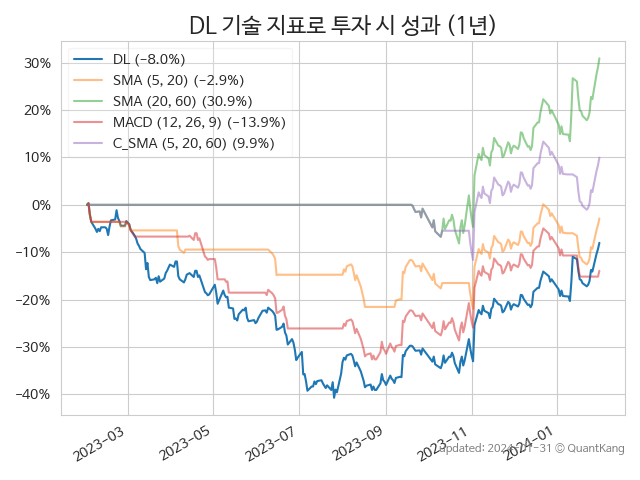 DL 기술 지표로 투자 시 성과 (1년)
DL (−8.0%)
SMA (5, 20) (−2.9%)
SMA (20, 60) (30.9%)
MACD (12, 26, 9) (−13.9%)
C_SMA (5, 20, 60) (9.9%)
30%
20%
10%
0%
−10%
−20%
−30%
−40%
2023−03
2023−05
2023−07
2023−09
2023−11
2024−01
updated: 2024-01-31 © QuantKang